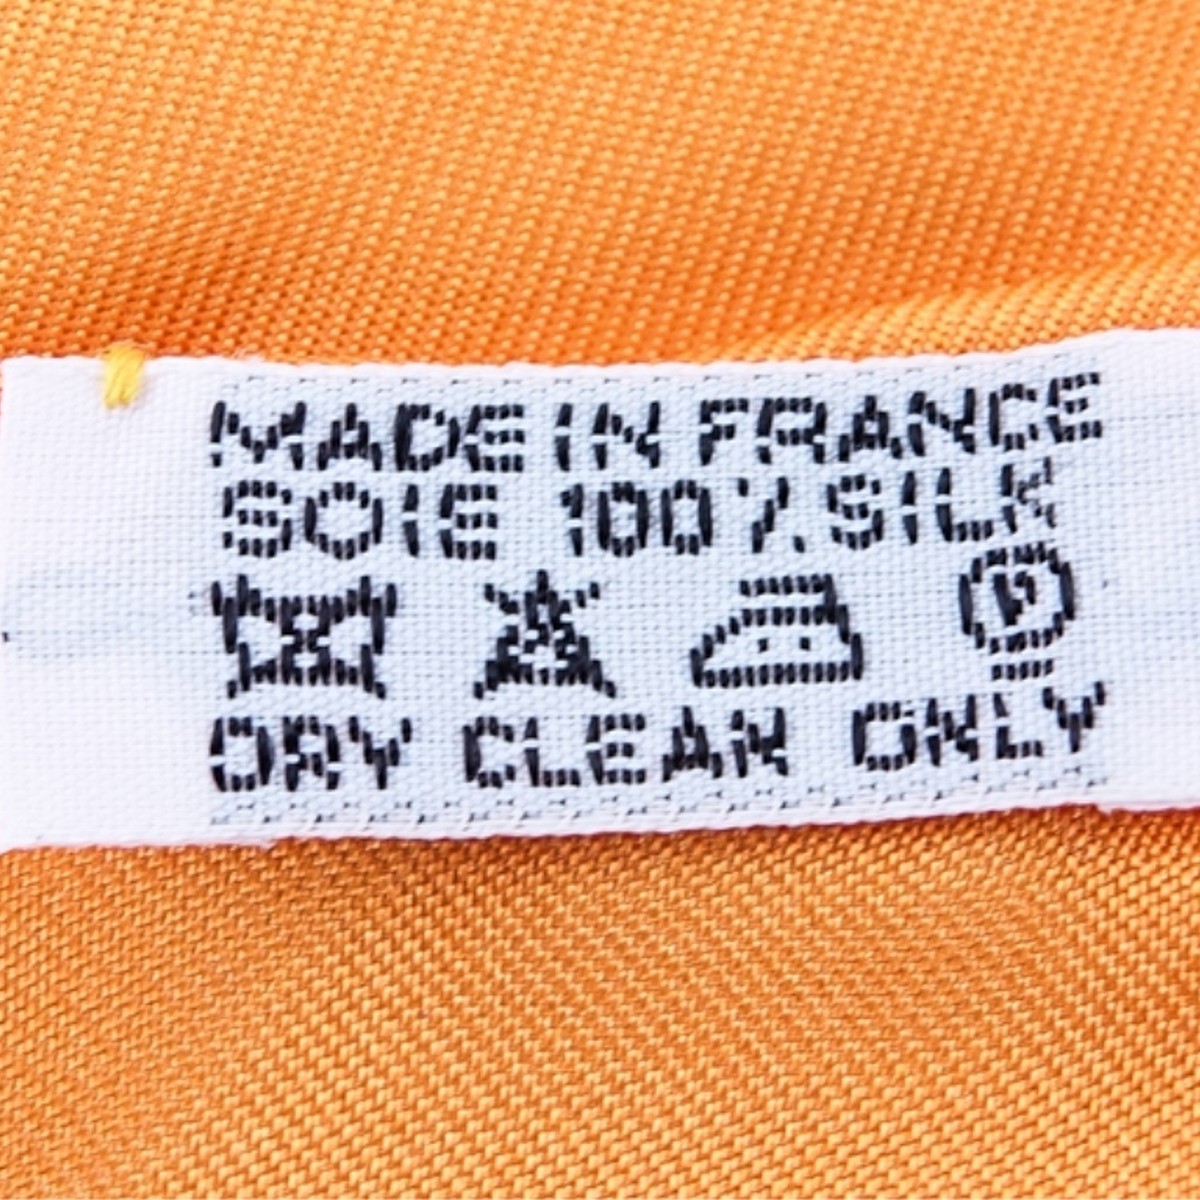 MADE IN FRANCE
SOIE 100% SILK
P
DRY CLEAN ONLY